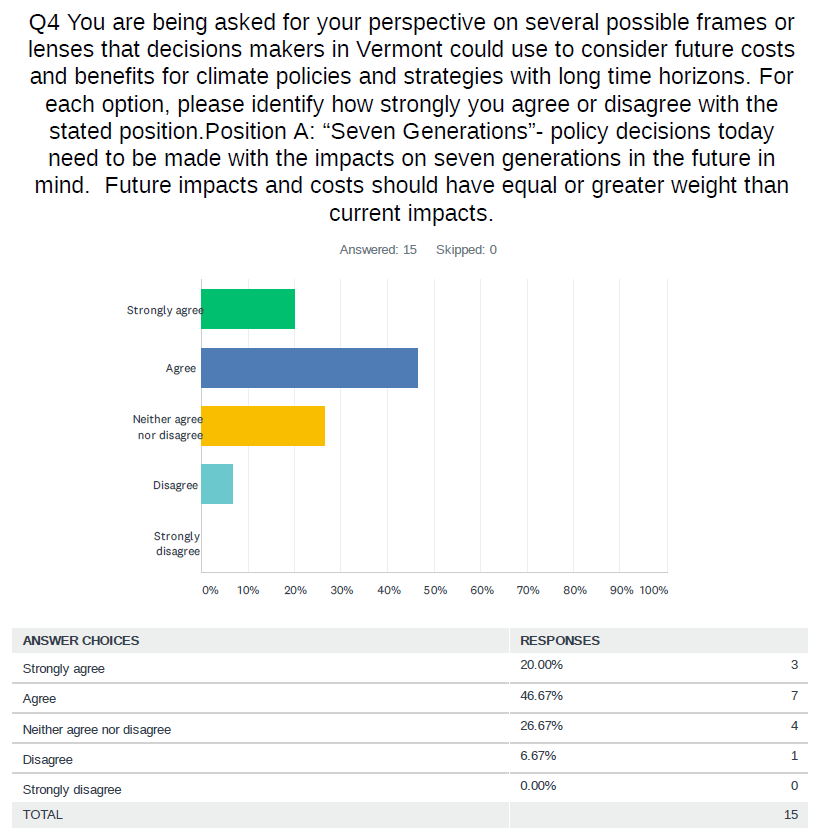 Q4 You are being asked for your perspective on several possible frames or
lenses that decisions makers in Vermont could use to consider future costs
and benefits for climate policies and strategies with long time horizons. For
each option, please identify how strongly you agree or disagree with the
stated position.Position A: “Seven Generations”- policy decisions today
need to be made with the impacts on seven generations in the future in
mind.  Future impacts and costs should have equal or greater weight than
current impacts.
Answered: 15 Skipped: 0
Strongly agree
Agree
Neither agree
nor disagree
Disagree
Strongly
disagree
0% 10% 20% 30% 40% 50% 60% 70% 80% 90% 100%
ANSWER CHOICES RESPONSES
Strongly agree 20.00% 3
Agree 46.67% 7
Neither agree nor disagree 26.67% 4
Disagree 6.67% 1
Strongly disagree 0.00% 0
TOTAL 15